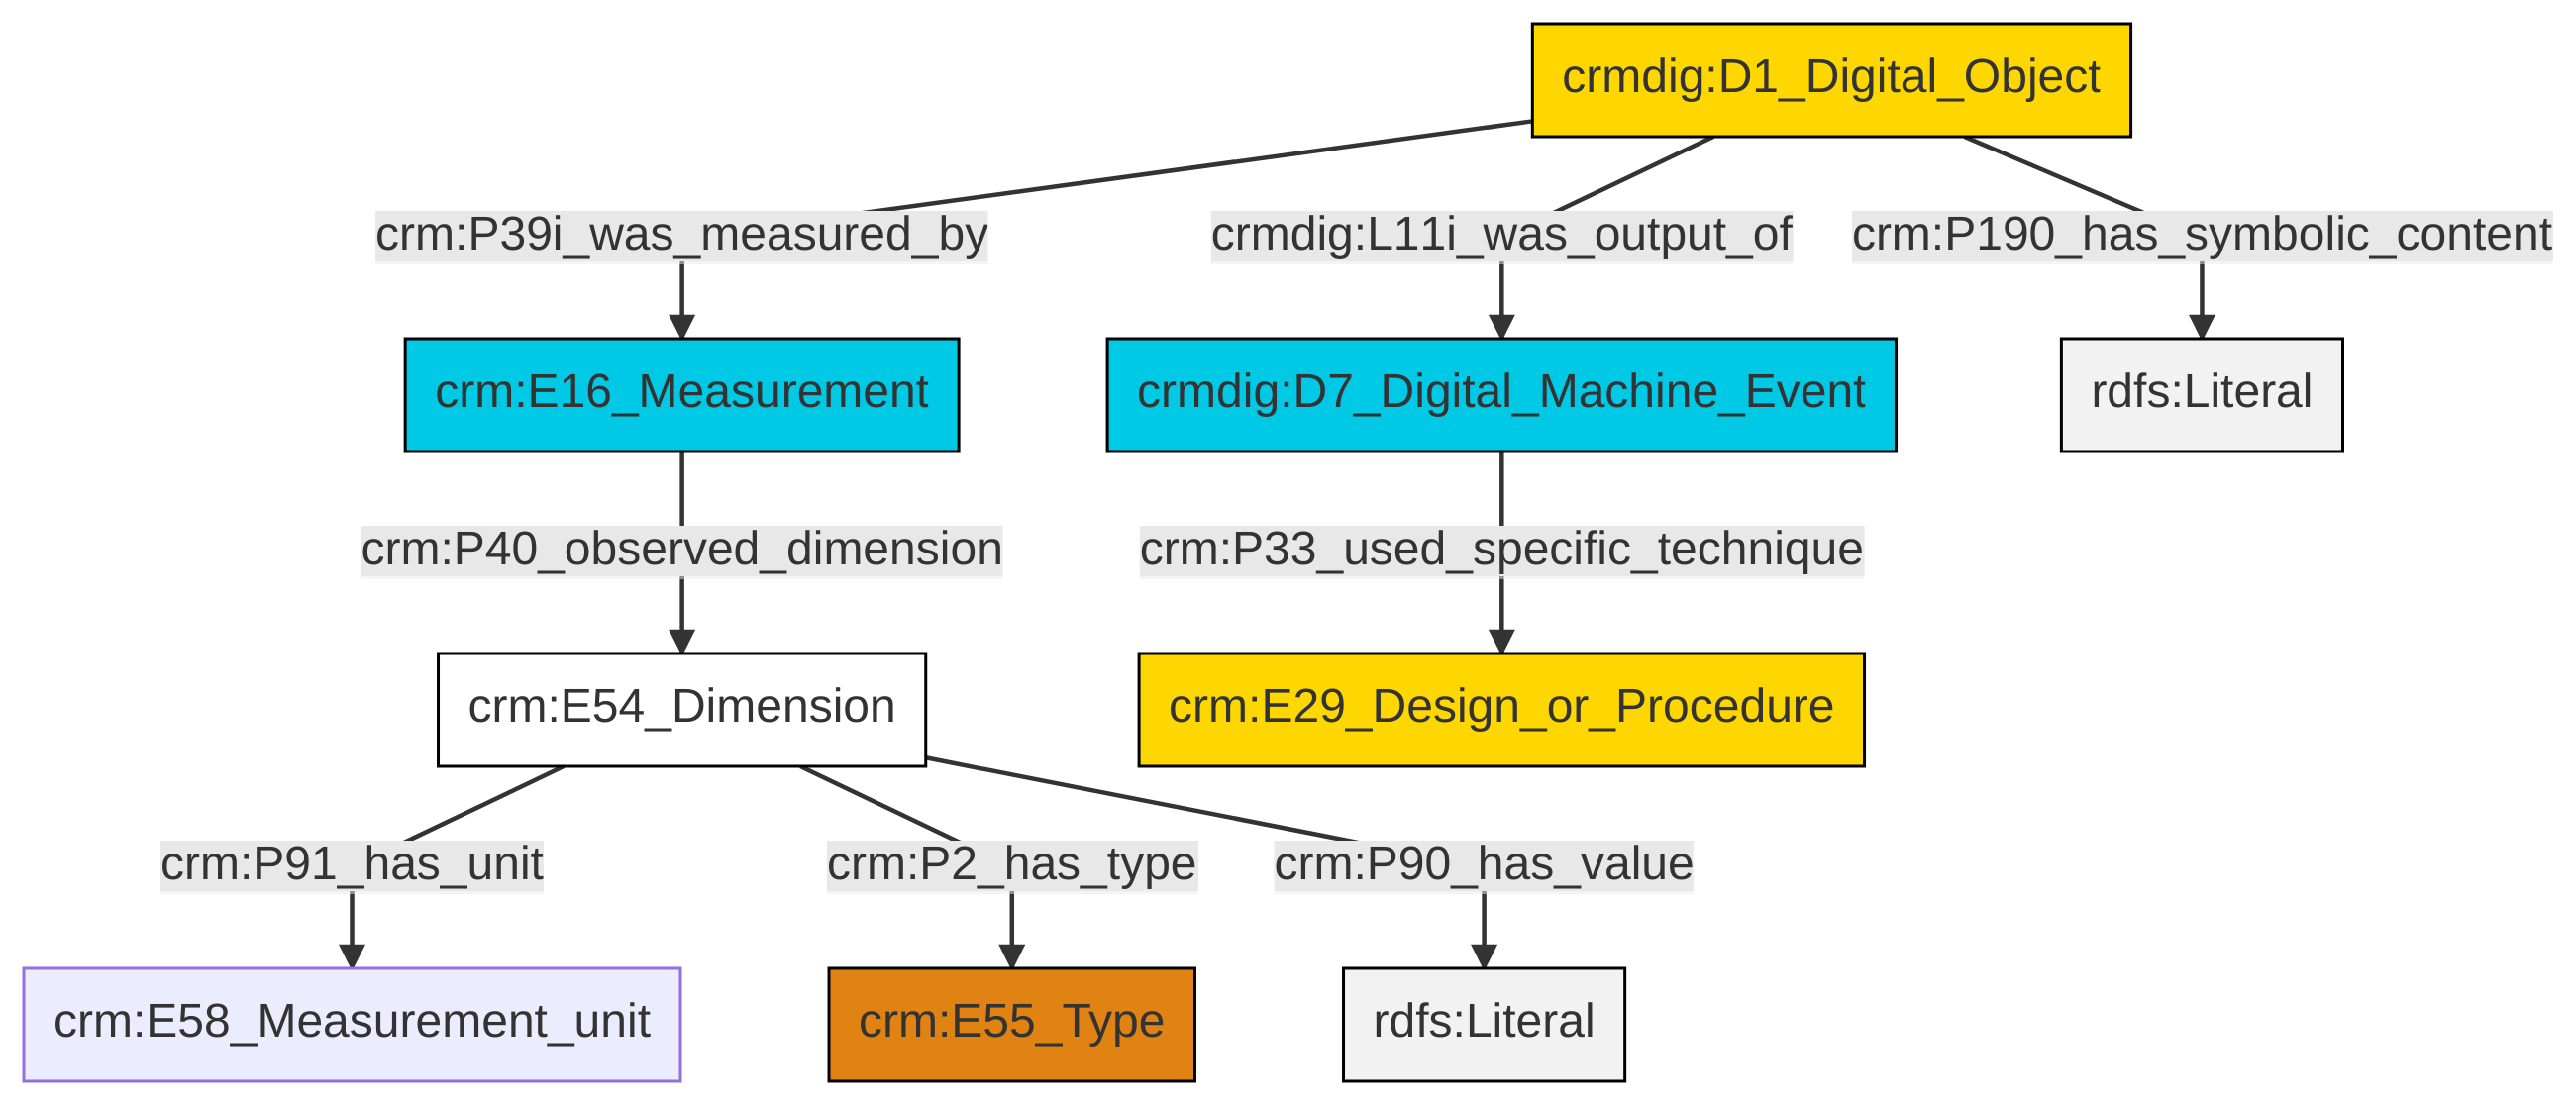 crmdig:D1_Digital_Object
crm:P39i_was_measured_by
crmdig:L11i_was_output_of
crm:P190_has_symbolic_content
crm:E16_Measurement
crmdig:D7_Digital_Machine_Event
rdfs:Literal
crm:P40_observed_dimension
crm:P33_used_specific_technique
crm:E54_Dimension
crm:E29_Design_or_Procedure
crm:P91_has_unit
crm:P2_has_type
crm:P90_has_value
crm:E58_Measurement_unit
crm:E55_Type
rdfs:Literal